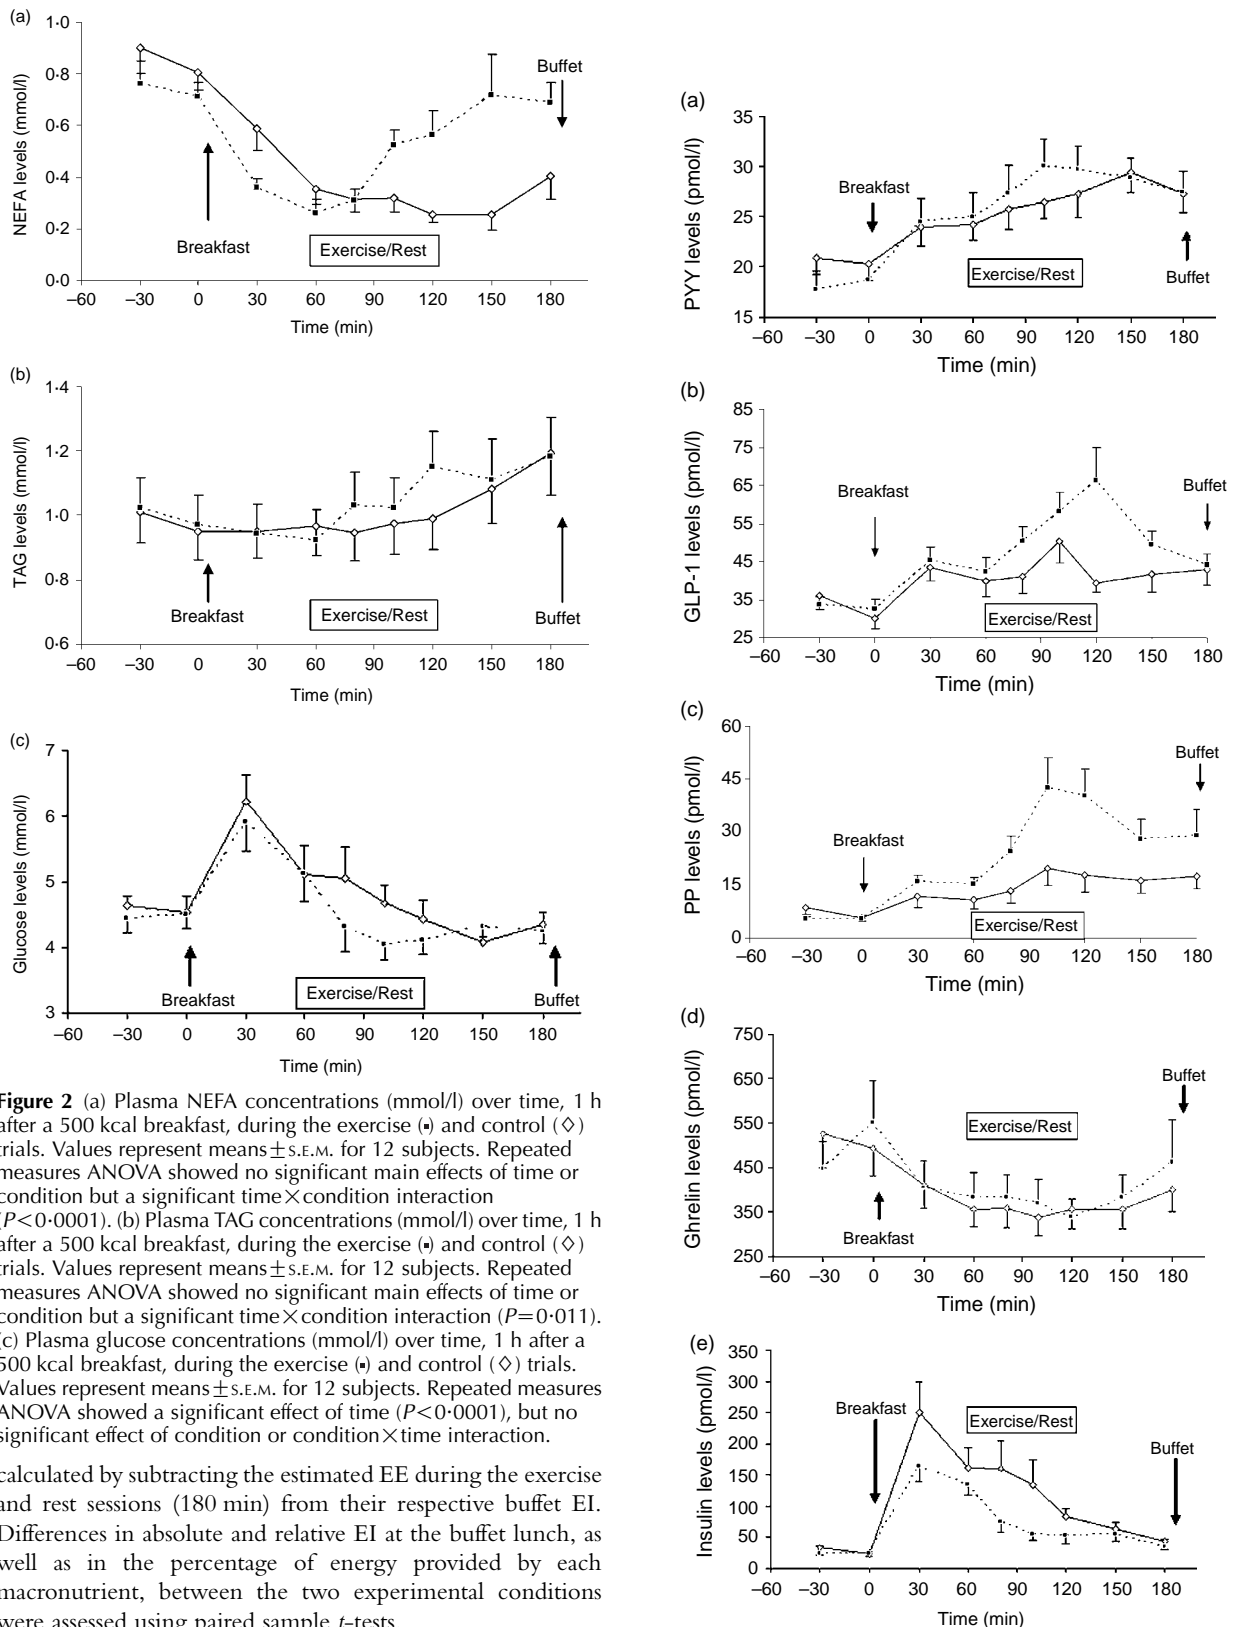 (a)
1·0
0·8
0·6
0·4
0·2
0·0
NEFA levels (mmol/l)
Buffet
Breakfast
Exercise/Rest
–60 –30 0 30 60 90 120 150 180
Time (min)
(b)
1·4
1·2
1·0
0·8
0·6
TAG levels (mmol/l)
Breakfast
Exercise/Rest
Buffet
–60 –30 0 30 60 90 120 150 180
Time (min)
(c)
7
6
5
4
3
Glucose levels (mmol/l)
Breakfast
Exercise/Rest
Buffet
–60 –30 0 30 60 90 120 150 180
Time (min)
Figure 2 (a) Plasma NEFA concentrations (mmol/l) over time, 1 h
after a 500 kcal breakfast, during the exercise (▪) and control (◇)
trials. Values represent means±S.E.M. for 12 subjects. Repeated
measures ANOVA showed no significant main effects of time or
condition but a significant time×condition interaction
(P<0·0001). (b) Plasma TAG concentrations (mmol/l) over time, 1 h
after a 500 kcal breakfast, during the exercise (▪) and control (◇)
trials. Values represent means±S.E.M. for 12 subjects. Repeated
measures ANOVA showed no significant main effects of time or
condition but a significant time×condition interaction (P=0·011).
(c) Plasma glucose concentrations (mmol/l) over time, 1 h after a
500 kcal breakfast, during the exercise (▪) and control (◇) trials.
Values represent means±S.E.M. for 12 subjects. Repeated measures
ANOVA showed a significant effect of time (P<0·0001), but no
significant effect of condition or condition×time interaction.
calculated by subtracting the estimated EE during the exercise
and rest sessions (180 min) from their respective buffet EI.
Differences in absolute and relative EI at the buffet lunch, as
well as in the percentage of energy provided by each
macronutrient, between the two experimental conditions
were assessed using paired sample t-tests.
(a)
35
30
25
20
15
PYY levels (pmol/l)
Breakfast
Exercise/Rest
Buffet
–60 –30 0 30 60 90 120 150 180
Time (min)
(b)
85
75
65
55
45
35
25
GLP-1 levels (pmol/l)
Breakfast
Buffet
Exercise/Rest
–60 –30 0 30 60 90 120 150 180
Time (min)
(c)
60
45
30
15
0
PP levels (pmol/l)
Buffet
Breakfast
Exercise/Rest
–60 –30 0 30 60 90 120 150 180
Time (min)
(d)
750
650
550
450
350
250
Ghrelin levels (pmol/l)
Buffet
Exercise/Rest
Breakfast
–60 –30 0 30 60 90 120 150 180
Time (min)
(e)
350
300
250
200
150
100
50
0
Insulin levels (pmol/l)
Breakfast
Exercise/Rest
Buffet
–60 –30 0 30 60 90 120 150 180
Time (min)